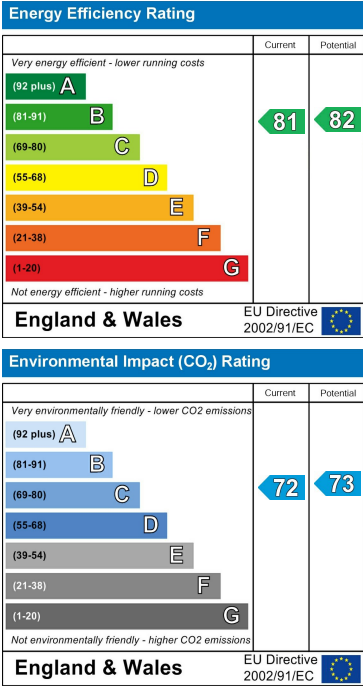 Energy Efficiency Rating
Current Potential
Very energy efficient - lower running costs
(92 plus) A
(81-91) B
81 82
(69-80) C
(55-68) D
(39-54) E
(21-38) F
(1-20) G
Not energy efficient - higher running costs
England & Wales
EU Directive
2002/91/EC
Environmental Impact (CO₂) Rating
Current Potential
Very environmentally friendly - lower CO2 emissions
(92 plus) A
(81-91) B
(69-80) C
72 73
(55-68) D
(39-54) E
(21-38) F
(1-20) G
Not environmentally friendly - higher CO2 emissions
England & Wales
EU Directive
2002/91/EC